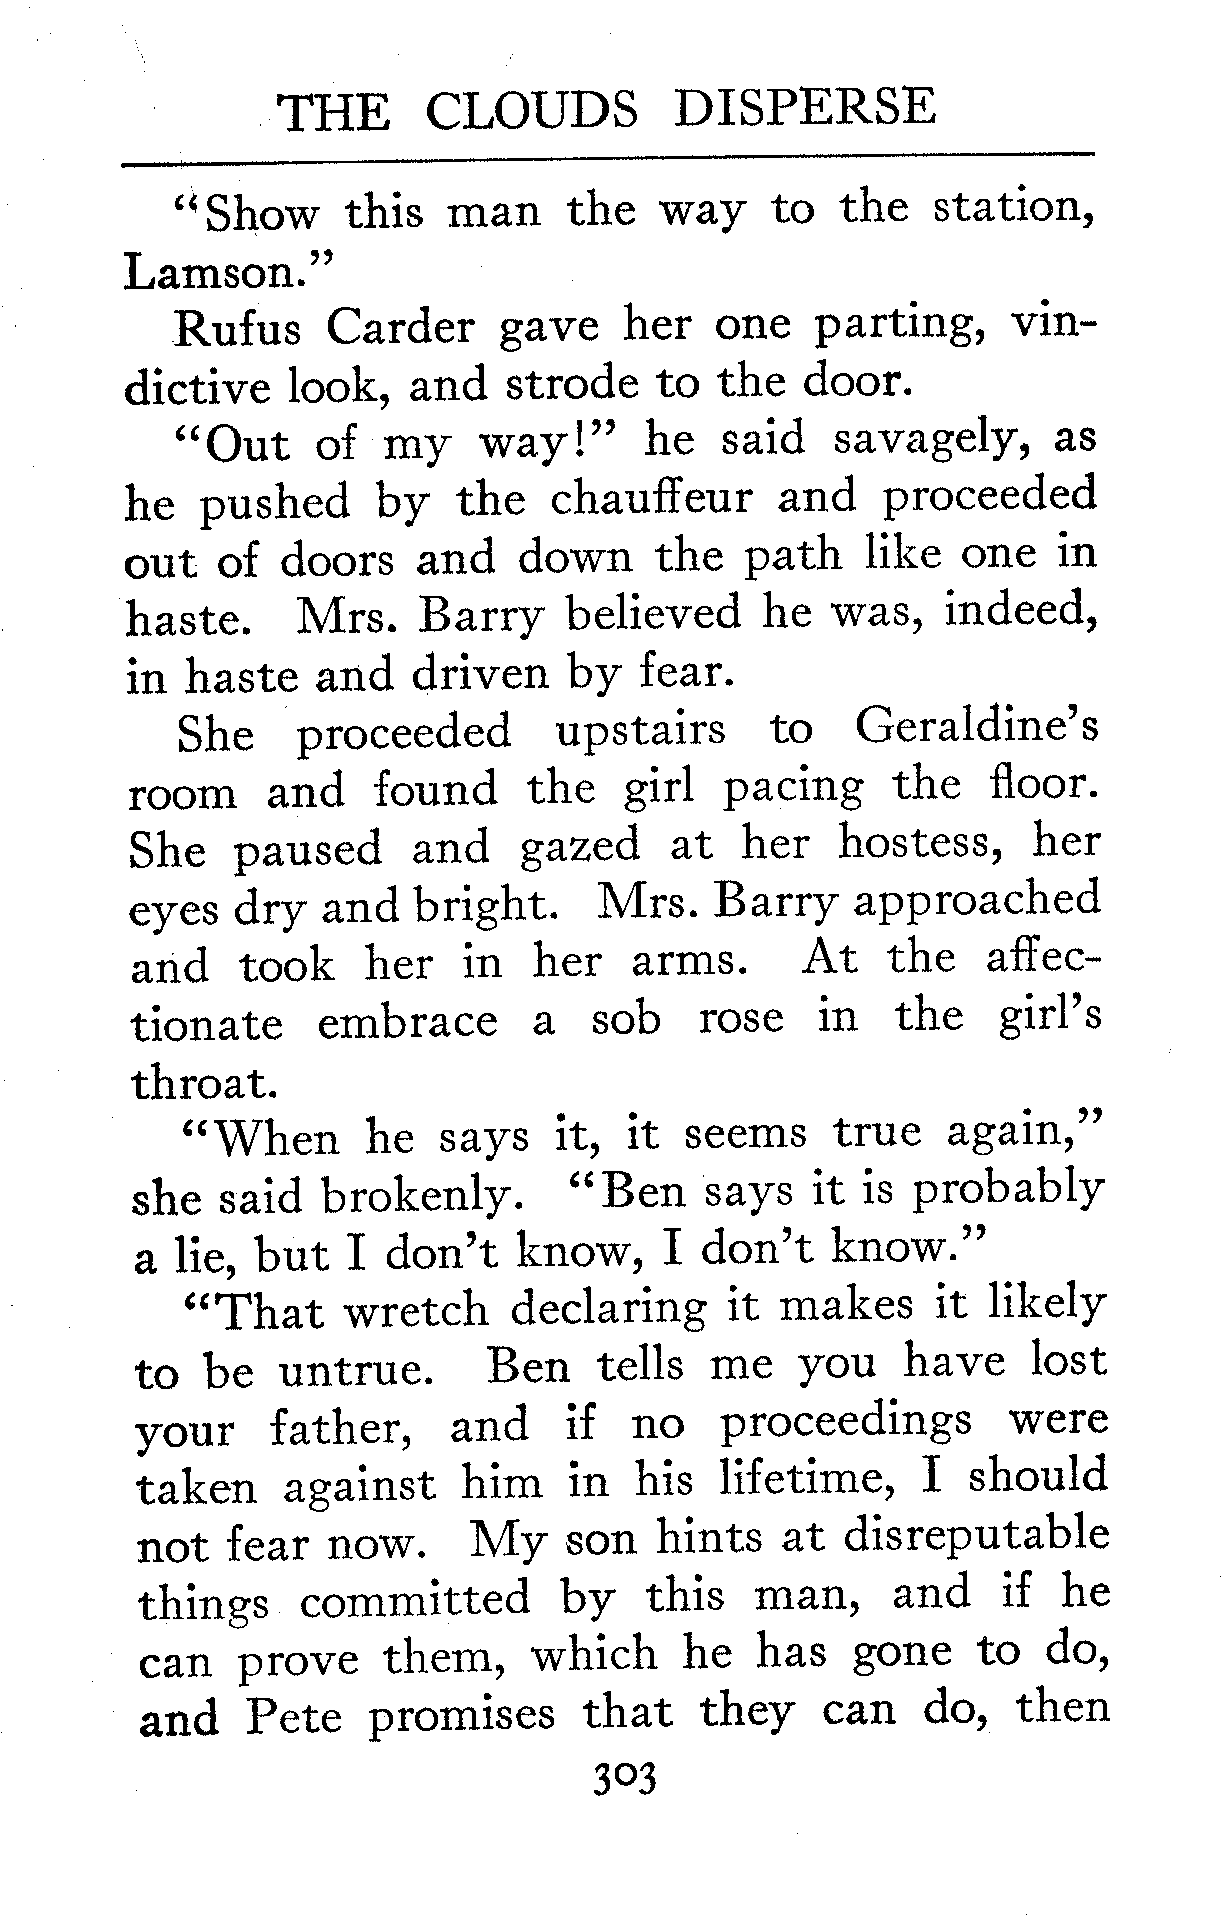 THE CLOUDS DISPERSE
“Show this man the way to the station,
Lamson.”
Rufus Carder gave her one parting, vin-
dictive look, and strode to the door.
“Out of my way!” he said savagely, as
he pushed by the chauffeur and proceeded
out of doors and down the path like one in
haste. Mrs. Barry believed he was, indeed,
in haste and driven by fear.
She proceeded upstairs to Geraldine’s
room and found the girl pacing the floor.
She paused and gazed at her hostess, her
eyes dry and bright. Mrs. Barry approached
and took her in her arms. At the affec-
tionate embrace a sob rose in the girl’s
throat.
“When he says it, it seems true again,”
she said brokenly. “Ben says it is probably
a lie, but I don’t know, I don’t know.”
“That wretch declaring it makes it likely
to be untrue. Ben tells me you have lost
your father, and if no proceedings were
taken against him in his lifetime, I should
not fear now. My son hints at disreputable
things committed by this man, and if he
can prove them, which he has gone to do,
and Pete promises that they can do, then
303